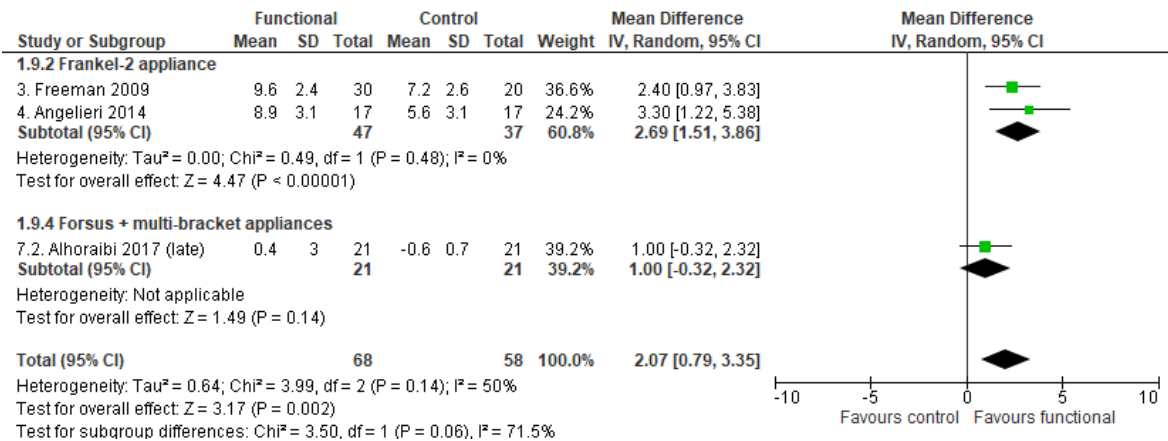 Functional Control Mean Difference Mean Difference
Study or Subgroup Mean SD Total Mean SD Total Weight IV, Random, 95% CI IV, Random, 95% CI
1.9.2 Frankel-2 appliance
3. Freeman 2009 9.6 2.4 30 7.2 2.6 20 36.6% 2.40 [0.97, 3.83]
4. Angelieri 2014 8.9 3.1 17 5.6 3.1 17 24.2% 3.30 [1.22, 5.38]
Subtotal (95% CI) 47 37 60.8% 2.69 [1.51, 3.86]
Heterogeneity: Tau² = 0.00; Chi² = 0.49, df = 1 (P = 0.48); I² = 0%
Test for overall effect: Z = 4.47 (P < 0.00001)
1.9.4 Forsus + multi-bracket appliances
7.2. Alhoraibi 2017 (late) 0.4 3 21 -0.6 0.7 21 39.2% 1.00 [-0.32, 2.32]
Subtotal (95% CI) 21 21 39.2% 1.00 [-0.32, 2.32]
Heterogeneity: Not applicable
Test for overall effect: Z = 1.49 (P = 0.14)
Total (95% CI) 68 58 100.0% 2.07 [0.79, 3.35]
Heterogeneity: Tau² = 0.64; Chi² = 3.99, df = 2 (P = 0.14); I² = 50%
Test for overall effect: Z = 3.17 (P = 0.002)
Test for subgroup differences: Chi² = 3.50, df = 1 (P = 0.06), I² = 71.5%
-10 -5 0 5 10
Favours control Favours functional